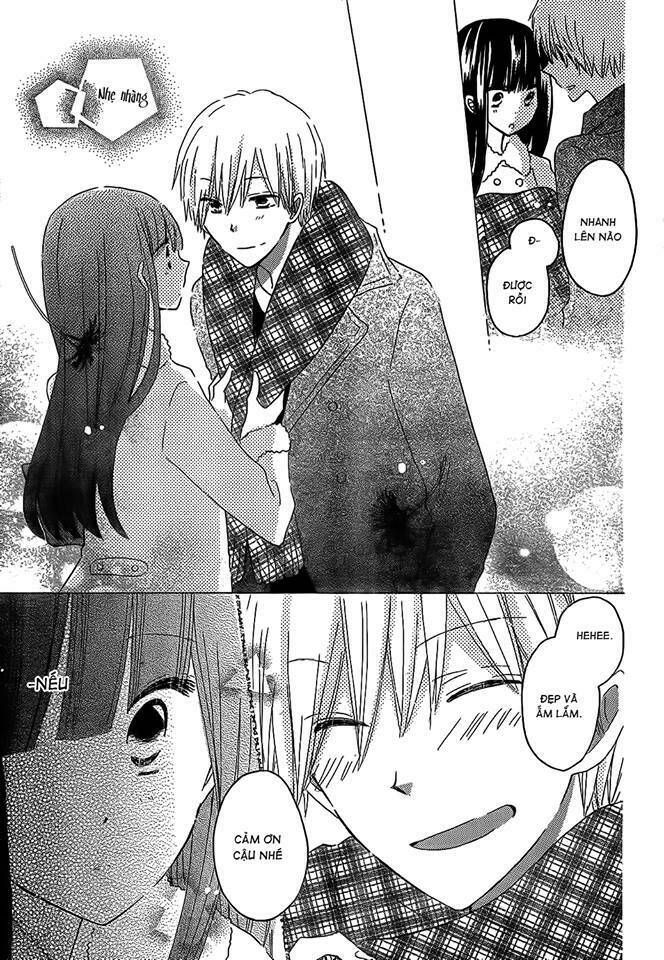 NHANH
LÊN NÀO
Đ-
ĐƯỢC
RỒI
Nhẹ nhàng
HEHEE.
ĐẸP VÀ
ẤM LẮM.
CẢM ƠN
CẬU NHÉ
-NẾU